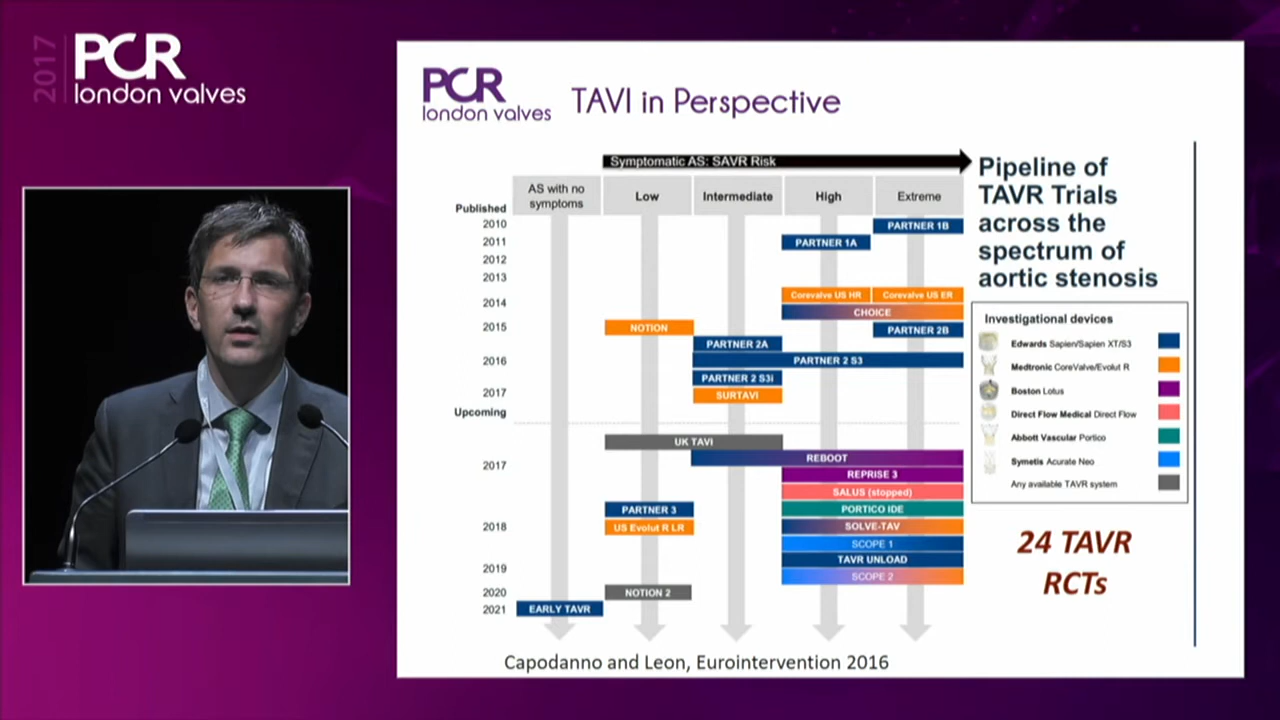 2017
PCR
london valves
PCR
london valves
TAVI in Perspective
Symptomatic AS: SAVR Risk
AS with no
symptoms
Low
Intermediate
High
Extreme
Published
2010
PARTNER 1B
2011
PARTNER 1A
2012
2013
2014
Corevalve US HR
Corevalve US ER
CHOICE
2015
NOTION
PARTNER 2B
PARTNER 2A
2016
PARTNER 2 S3
PARTNER 2 S3i
2017
SURTAVI
Upcoming
UK TAVI
2017
REBOOT
REPRISE 3
SALUS (stopped)
PARTNER 3
PORTICO IDE
2018
US Evolut R LR
SOLVE-TAV
SCOPE 1
TAVR UNLOAD
2019
SCOPE 2
2020
NOTION 2
2021
EARLY TAVR
Capodanno and Leon, Eurointervention 2016
Pipeline of
TAVR Trials
across the
spectrum of
aortic stenosis
Investigational devices
Edwards Sapien/Sapien XT/S3
Medtronic CoreValve/Evolut R
Boston Lotus
Direct Flow Medical Direct Flow
Abbott Vascular Portico
Symetis Acurate Neo
Any available TAVR system
24 TAVR
RCTs